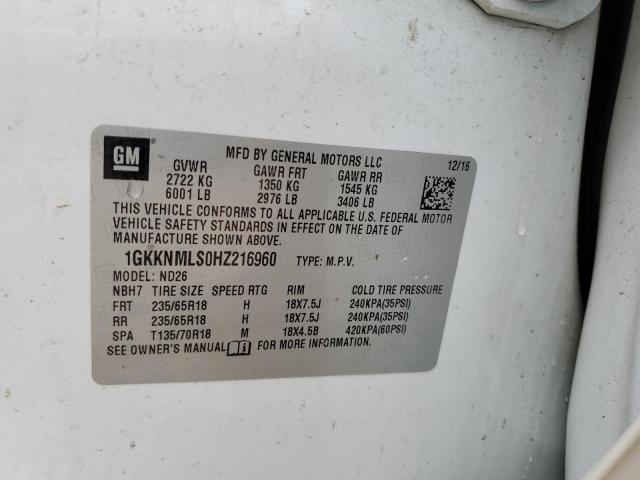 GM
MFD BY GENERAL MOTORS LLC
12/16
GVWR GAWR FRT GAWR RR
2722 KG 1350 KG 1545 KG
6001 LB 2976 LB 3406 LB
THIS VEHICLE CONFORMS TO ALL APPLICABLE U.S. FEDERAL MOTOR
VEHICLE SAFETY STANDARDS IN EFFECT ON THE DATE OF
MANUFACTURE SHOWN ABOVE.
1GKKNMLS0HZ216960 TYPE: M.P.V.
MODEL: ND26
NBH7 TIRE SIZE SPEED RTG RIM COLD TIRE PRESSURE
FRT 235/65R18 H 18X7.5J 240KPA(35PSI)
RR 235/65R18 H 18X7.5J 240KPA(35PSI)
SPA T135/70R18 M 18X4.5B 420KPA(60PSI)
SEE OWNER'S MANUAL FOR MORE INFORMATION.